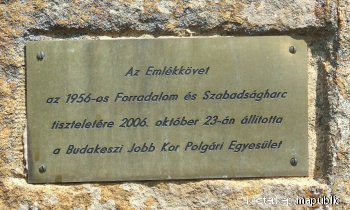 Az Emlékkövet
az 1956-os Forradalom és Szabadságharc
tiszteletére 2006. október 23-án állította
a Budakeszi Jobb Kor Polgári Egyesület
mapublik